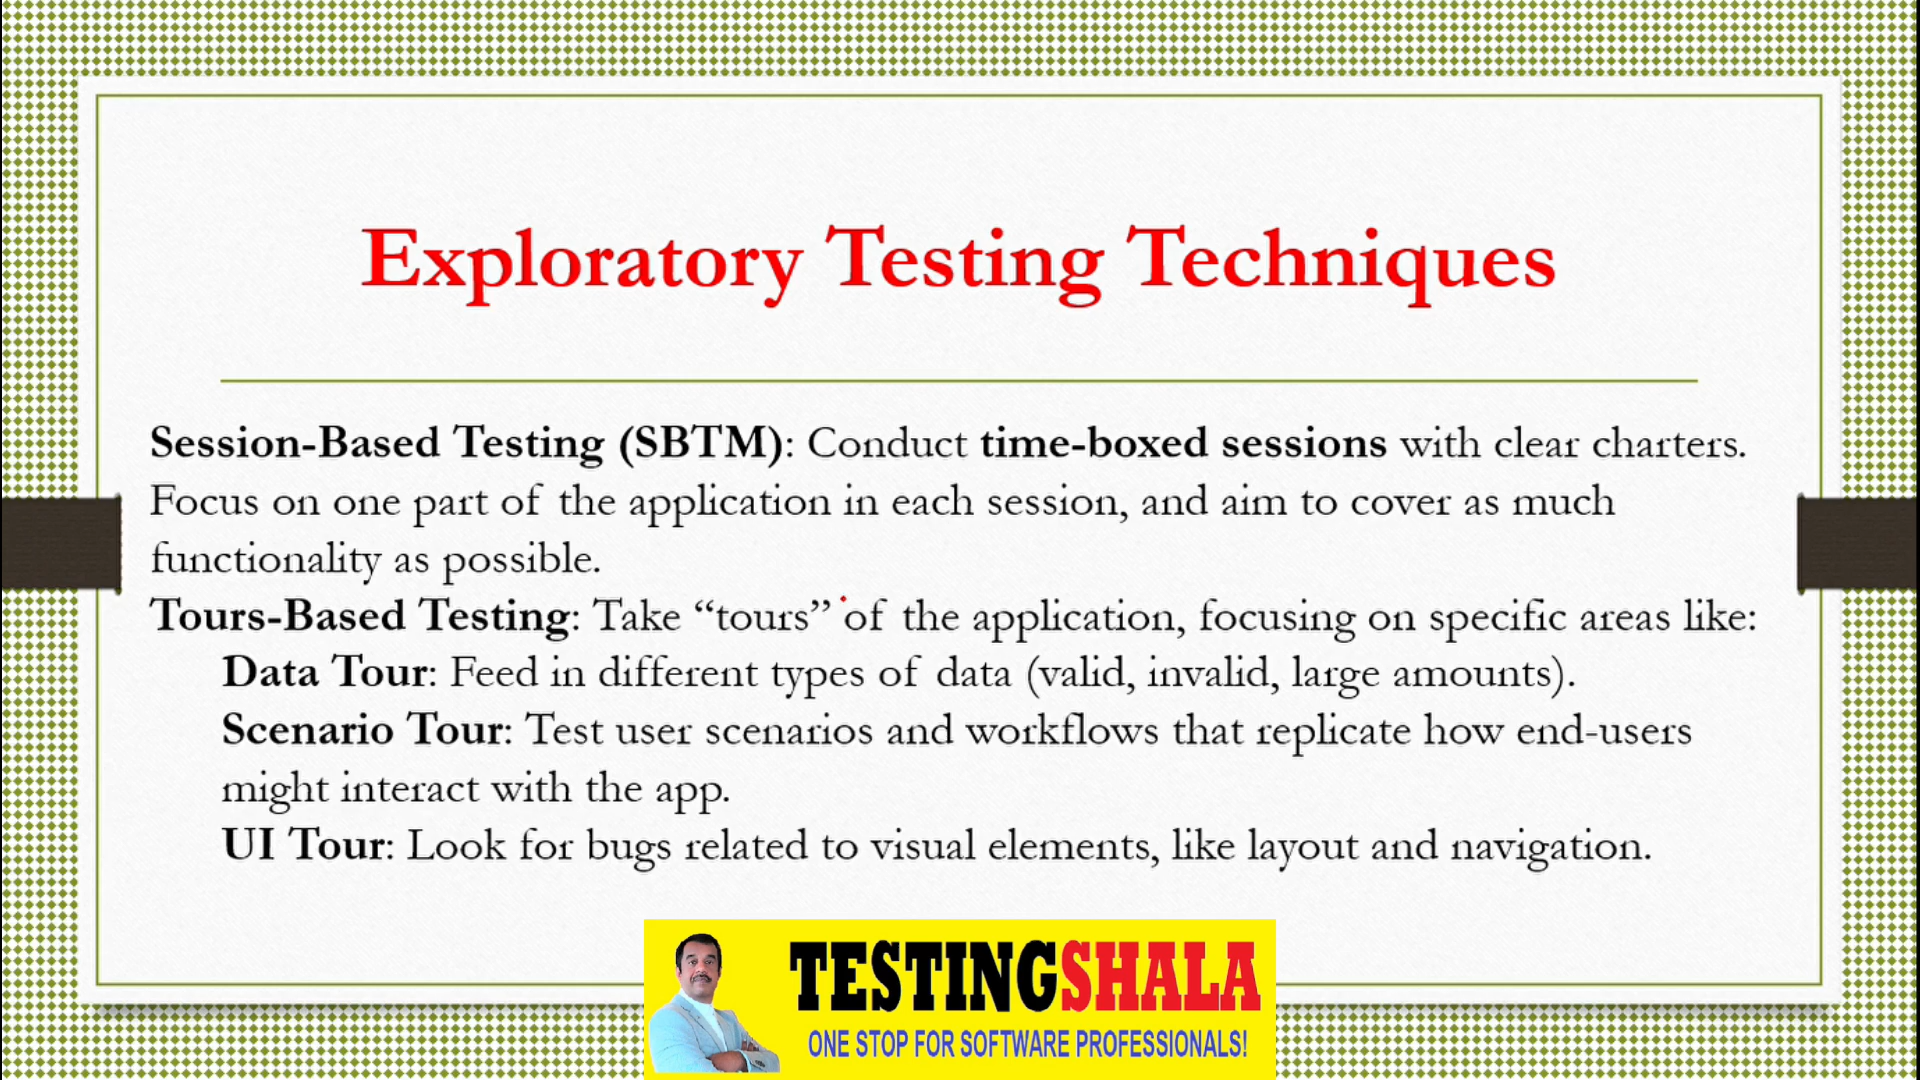 Exploratory Testing Techniques
Session-Based Testing (SBTM): Conduct time-boxed sessions with clear charters.
Focus on one part of the application in each session, and aim to cover as much
functionality as possible.
Tours-Based Testing: Take “tours” of the application, focusing on specific areas like:
Data Tour: Feed in different types of data (valid, invalid, large amounts).
Scenario Tour: Test user scenarios and workflows that replicate how end-users
might interact with the app.
UI Tour: Look for bugs related to visual elements, like layout and navigation.
TESTINGSHALA
ONE STOP FOR SOFTWARE PROFESSIONALS!